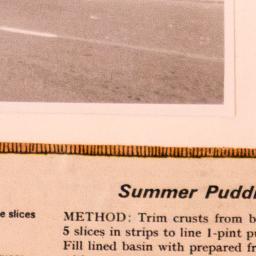 Summer Pudd
e slices
METHOD: Trim crusts from b
5 slices in strips to line 1-pint pu
Fill lined basin with prepared fr